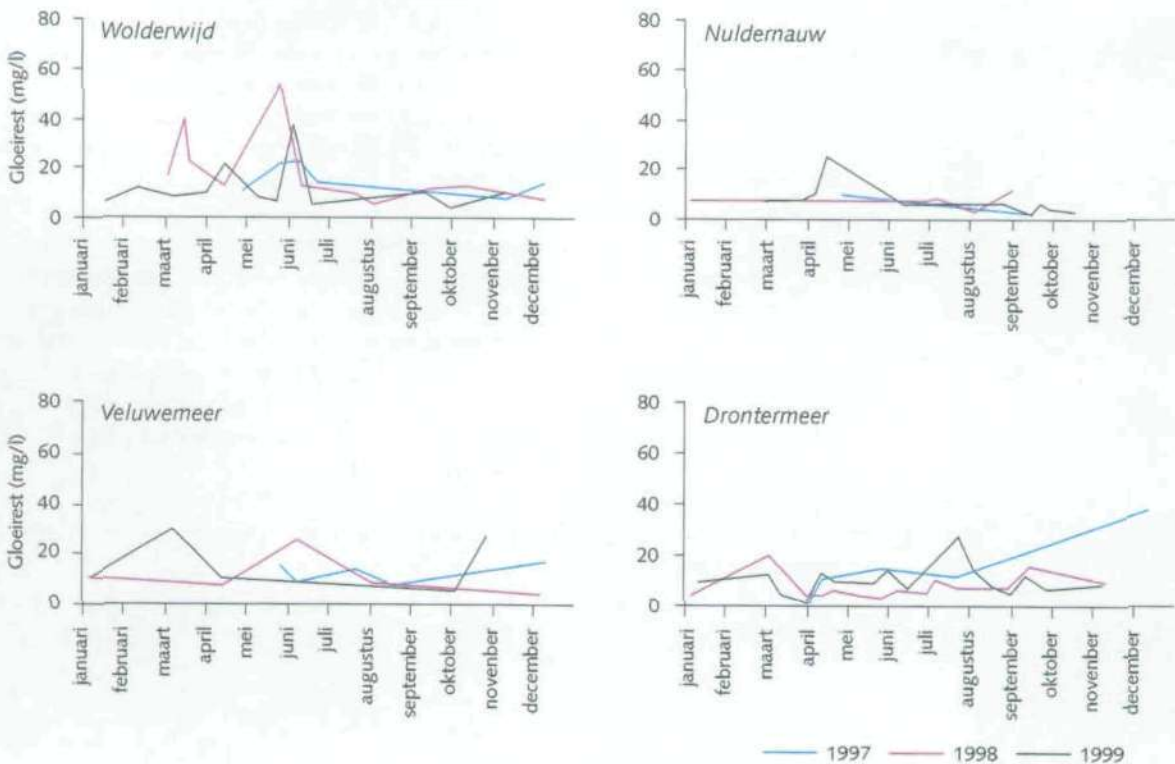 Wolderwijd
Gloeirest (mg/l)
80
60
40
20
0
januari
februari
maart
april
mei
juni
juli
augustus
september
oktober
november
december
Nuldernauw
80
60
40
20
0
januari
februari
maart
april
mei
juni
juli
augustus
september
oktober
november
december
Veluwemeer
Gloeirest (mg/l)
80
60
40
20
0
januari
februari
maart
april
mei
juni
juli
augustus
september
oktober
november
december
Drontermeer
80
60
40
20
0
januari
februari
maart
april
mei
juni
juli
augustus
september
oktober
november
december
1997 1998 1999